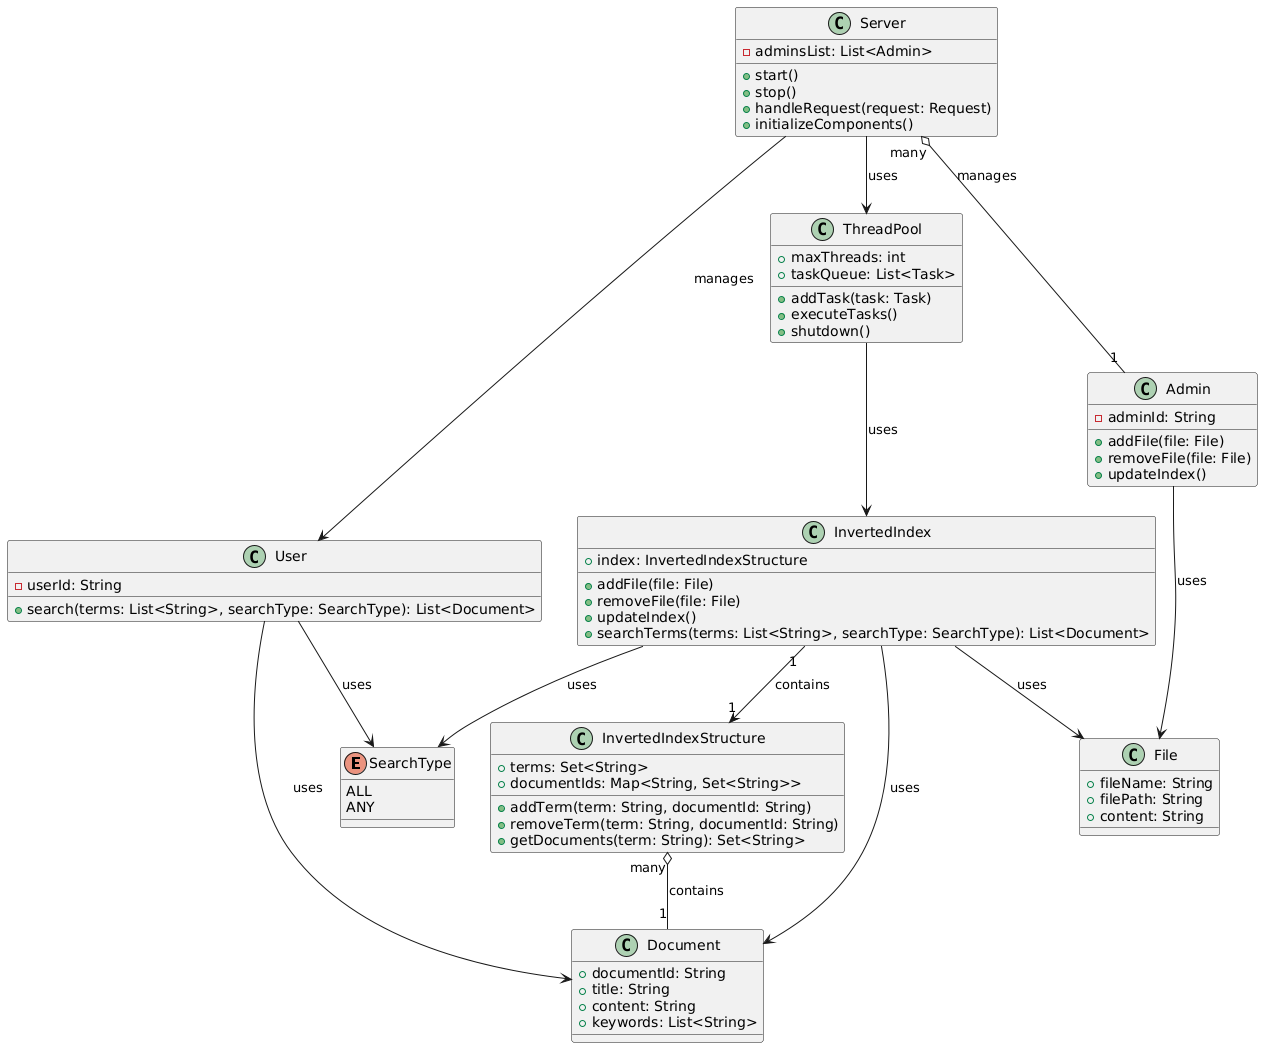 C Server
adminsList: List<Admin>
start()
stop()
handleRequest(request: Request)
initializeComponents()
many
uses
manages
C ThreadPool
maxThreads: int
taskQueue: List<Task>
addTask(task: Task)
executeTasks()
shutdown()
manages
1
C Admin
adminId: String
addFile(file: File)
removeFile(file: File)
updateIndex()
uses
C User
userId: String
search(terms: List<String>, searchType: SearchType): List<Document>
C InvertedIndex
index: InvertedIndexStructure
addFile(file: File)
removeFile(file: File)
updateIndex()
searchTerms(terms: List<String>, searchType: SearchType): List<Document>
uses
1
uses
uses
contains
uses
1
E SearchType
ALL
ANY
C InvertedIndexStructure
terms: Set<String>
documentIds: Map<String, Set<String>>
addTerm(term: String, documentId: String)
removeTerm(term: String, documentId: String)
getDocuments(term: String): Set<String>
C File
fileName: String
filePath: String
content: String
uses
uses
many
contains
1
C Document
documentId: String
title: String
content: String
keywords: List<String>